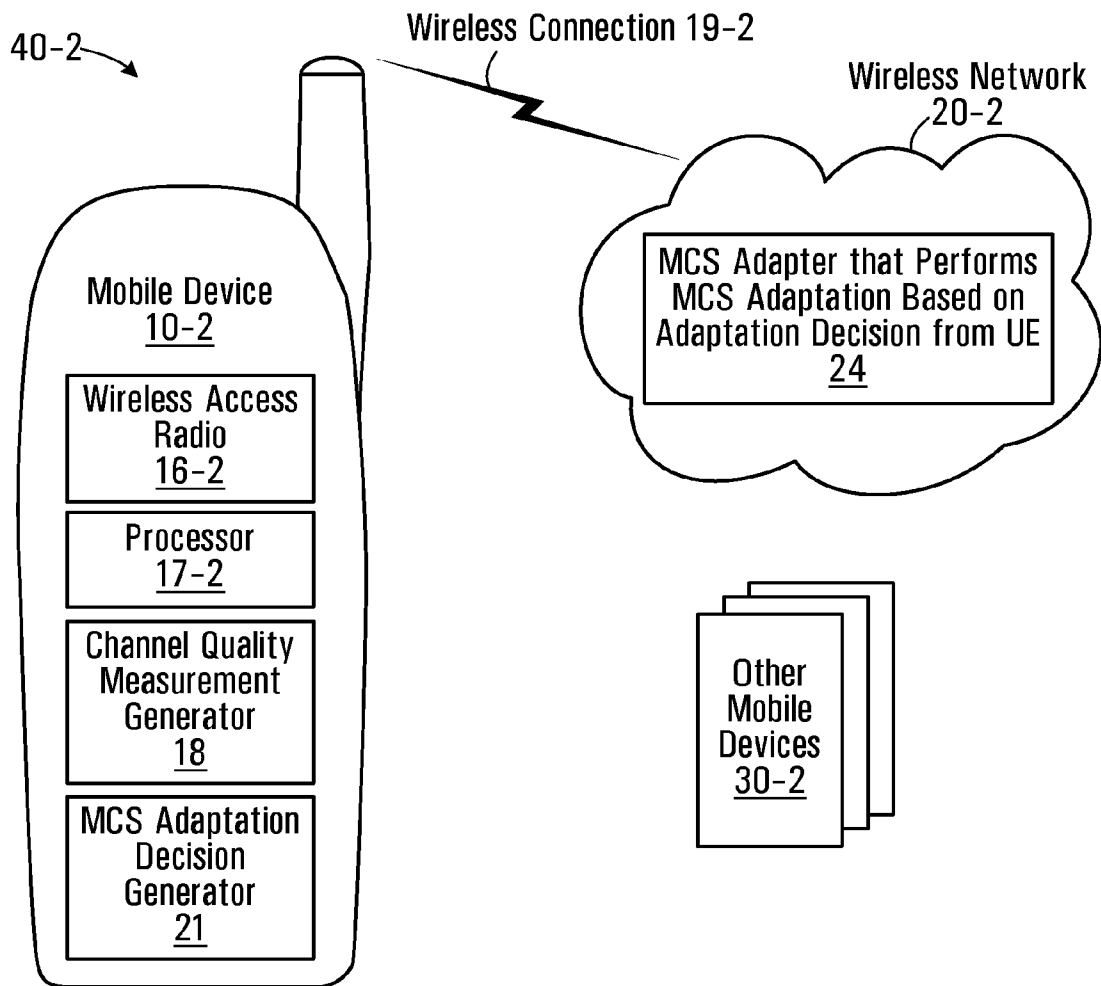 40-2
Wireless Connection 19-2
Wireless Network
20-2
MCS Adapter that Performs
MCS Adaptation Based on
Adaptation Decision from UE
24
Mobile Device
10-2
Wireless Access
Radio
16-2
Processor
17-2
Channel Quality
Measurement
Generator
18
MCS Adaptation
Decision
Generator
21
Other
Mobile
Devices
30-2